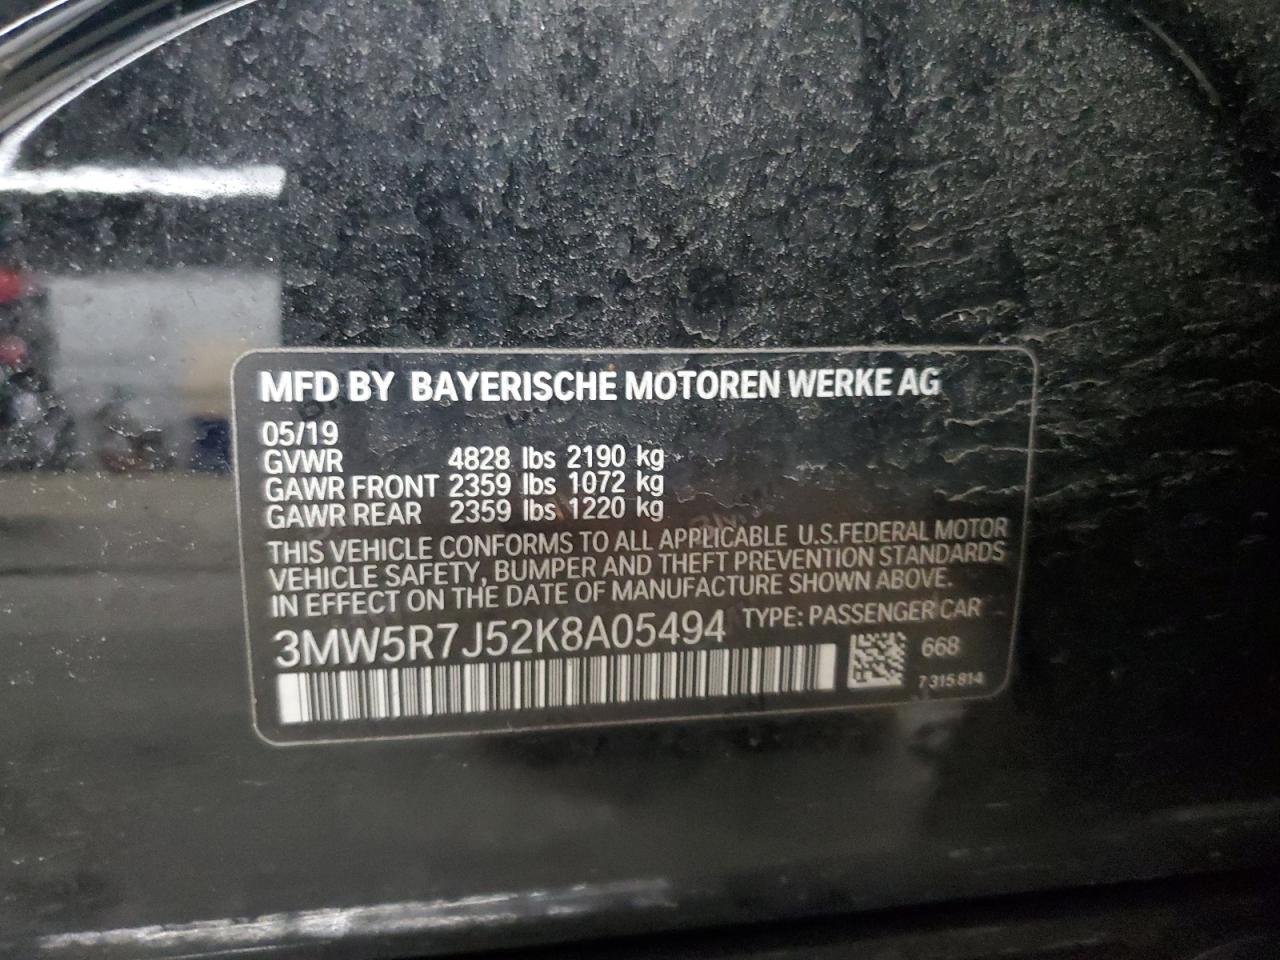 MFD BY BAYERISCHE MOTOREN WERKE AG
05/19
GVWR 4828 lbs 2190 kg
GAWR FRONT 2359 lbs 1072 kg
GAWR REAR 2359 lbs 1220 kg
THIS VEHICLE CONFORMS TO ALL APPLICABLE U.S.FEDERAL MOTOR
VEHICLE SAFETY, BUMPER AND THEFT PREVENTION STANDARDS
IN EFFECT ON THE DATE OF MANUFACTURE SHOWN ABOVE.
3MW5R7J52K8A05494 TYPE: PASSENGER CAR
668
7 315 814